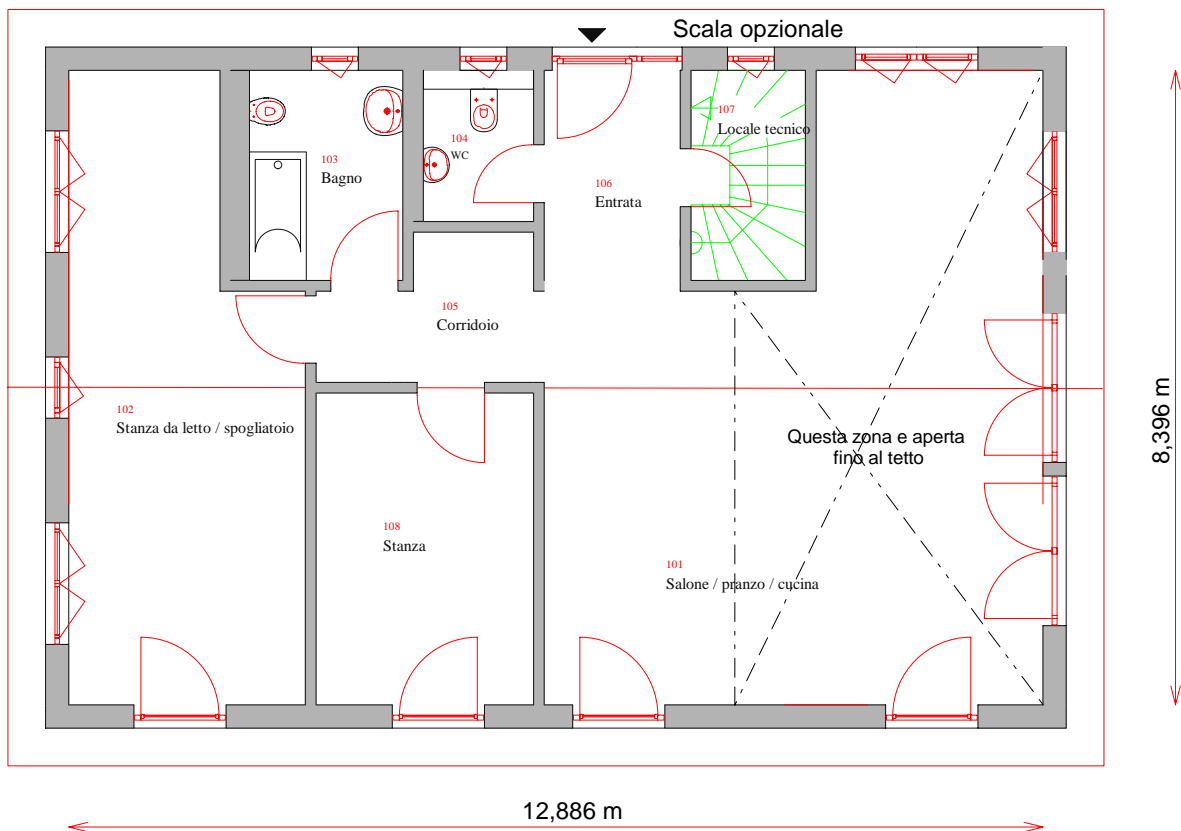 Scala opzionale
107
Locale tecnico
104
WC
103
Bagno
106
Entrata
105
Corridoio
102
Stanza da letto / spogliatoio
Questa zona e aperta
fino al tetto
8,396 m
108
Stanza
101
Salone / pranzo / cucina
12,886 m